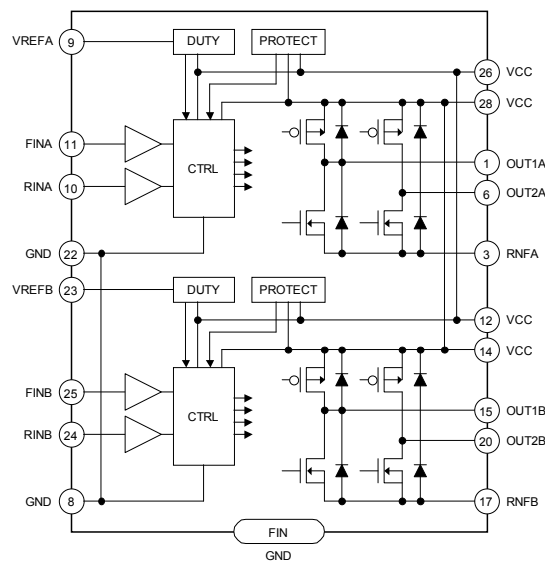 VREFA 9 DUTY PROTECT
26 VCC
28 VCC
FINA 11
CTRL
1 OUT1A
RINA 10
6 OUT2A
GND 22
3 RNFA
VREFB 23 DUTY PROTECT
12 VCC
14 VCC
FINB 25
CTRL
15 OUT1B
RINB 24
20 OUT2B
GND 8
17 RNFB
FIN
GND